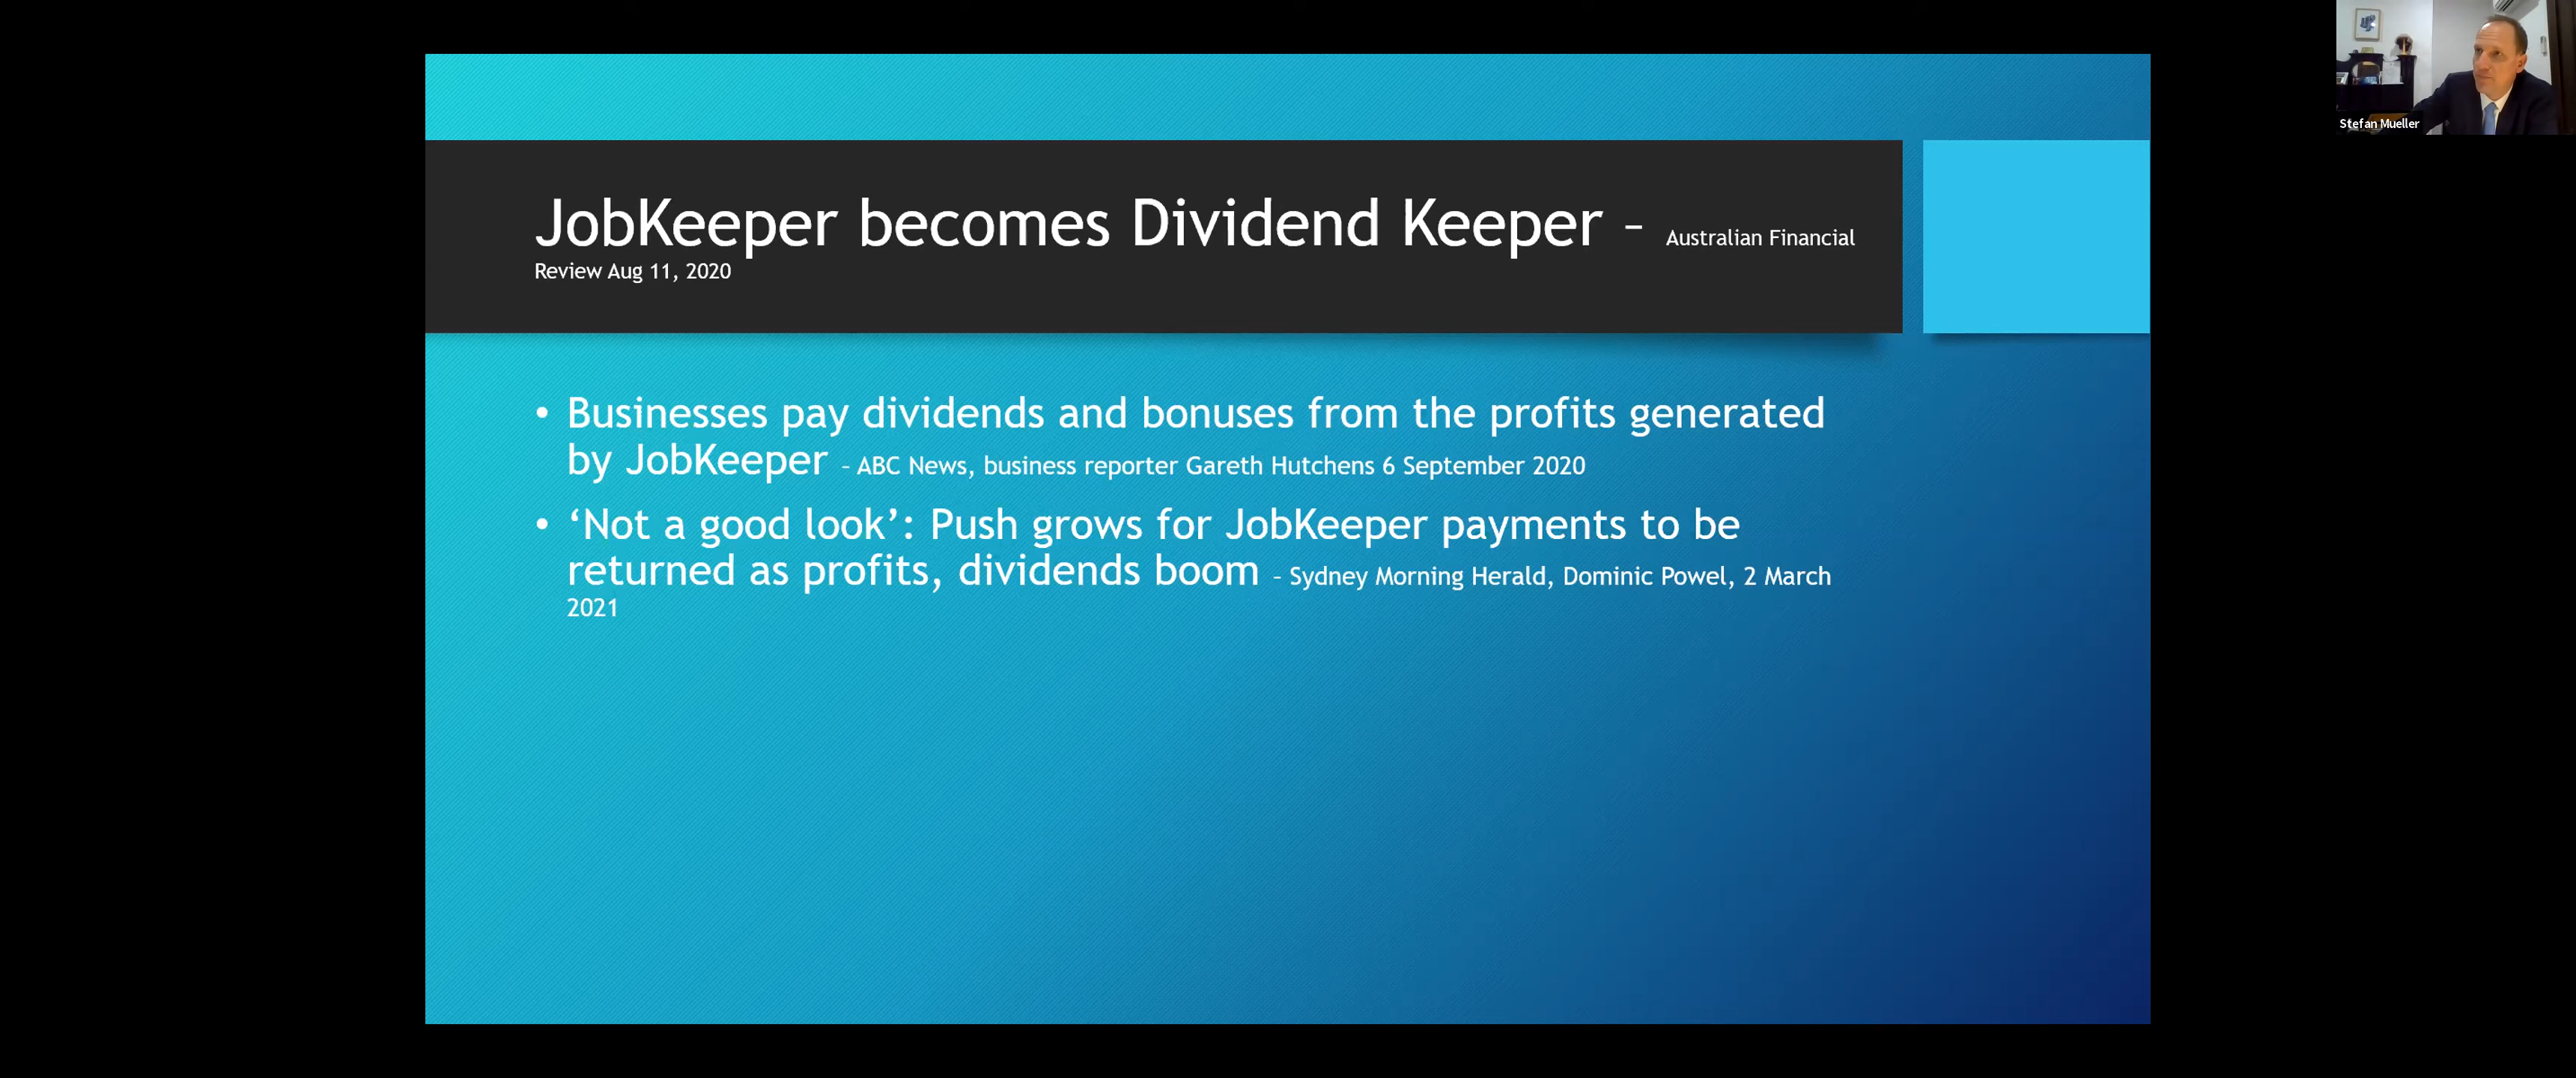 JobKeeper becomes Dividend Keeper – Australian Financial
Review Aug 11, 2020
• Businesses pay dividends and bonuses from the profits generated
by JobKeeper – ABC News, business reporter Gareth Hutchens 6 September 2020
• ‘Not a good look’: Push grows for JobKeeper payments to be
returned as profits, dividends boom – Sydney Morning Herald, Dominic Powel, 2 March
2021
Stefan Mueller